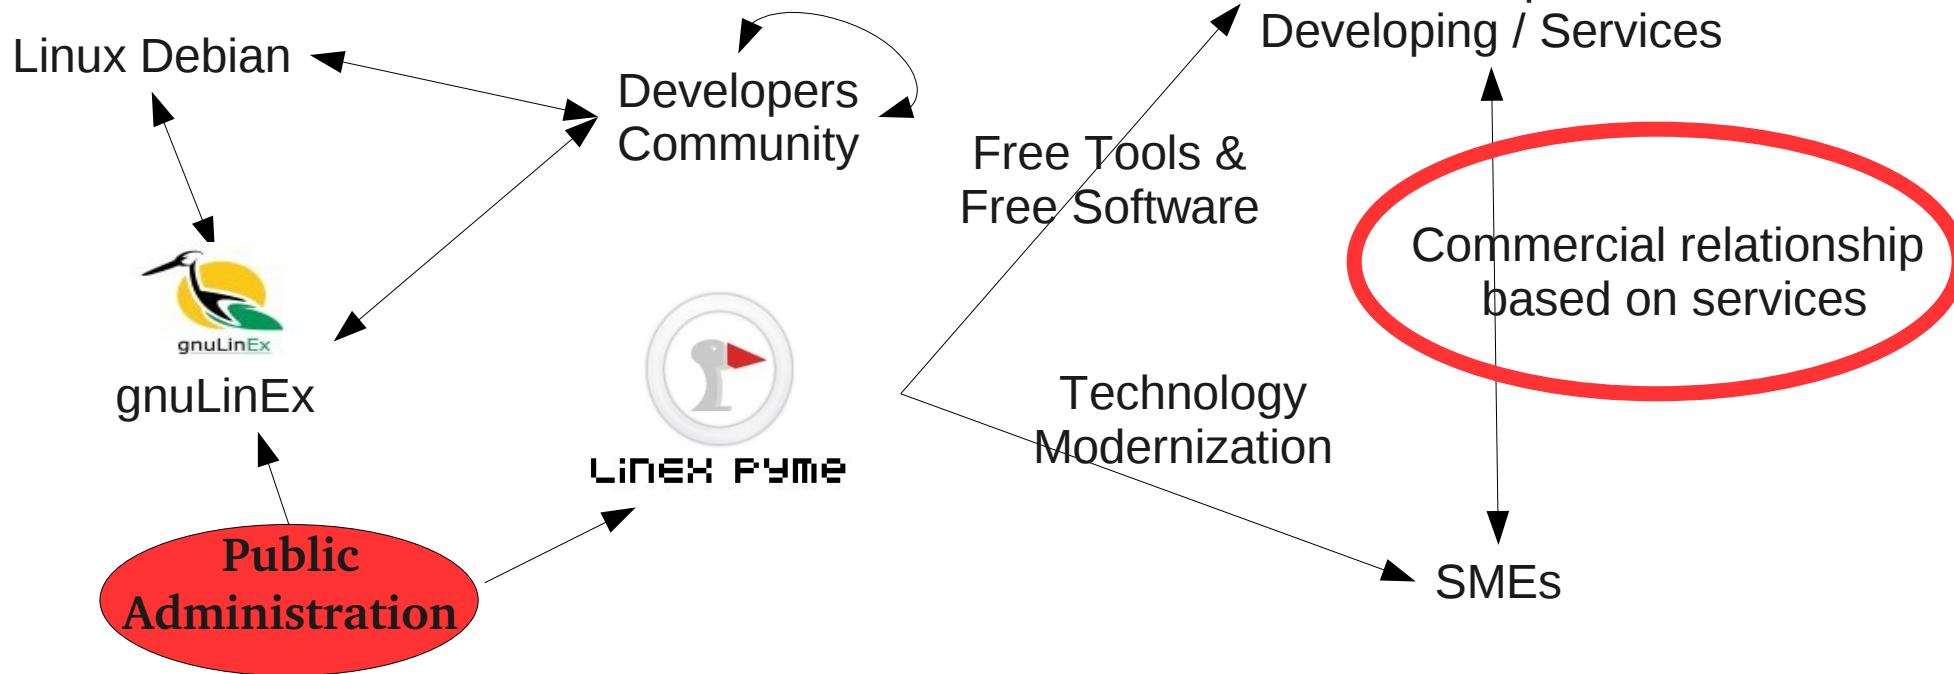 Developing / Services
Linux Debian
Developers
Community
Free Tools &
Free Software
Commercial relationship
based on services
gnuLinEx
gnuLinEx
Technology
Modernization
LINEX PYME
Public
Administration
SMEs